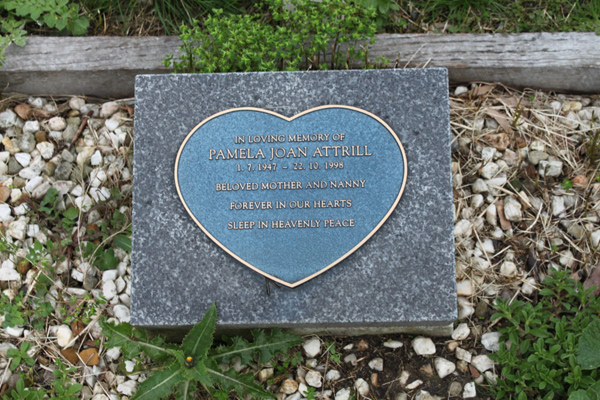 IN LOVING MEMORY OF
PAMELA JOAN ATTRILL
1. 7. 1947 - 22. 10. 1998
BELOVED MOTHER AND NANNY
FOREVER IN OUR HEARTS
SLEEP IN HEAVENLY PEACE